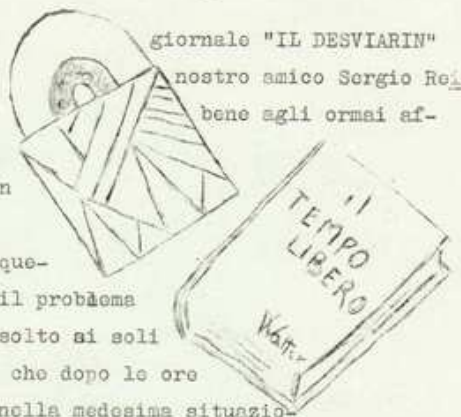 giornale "IL DESVIARIN"
nostro amico Sergio Rei
bene agli ormai af-
n
que-
il problema
solto ai soli
che dopo le ore
nella medesima situazio-
il
TEMPO
LIBERO
Walter